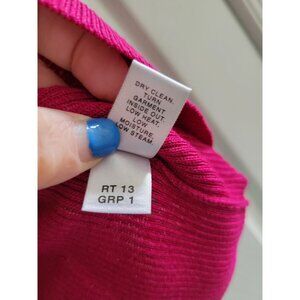 DRY CLEAN.
TURN
GARMENT
INSIDE OUT.
LOW HEAT.
LOW
MOISTURE.
LOW STEAM.
RT 13
GRP 1